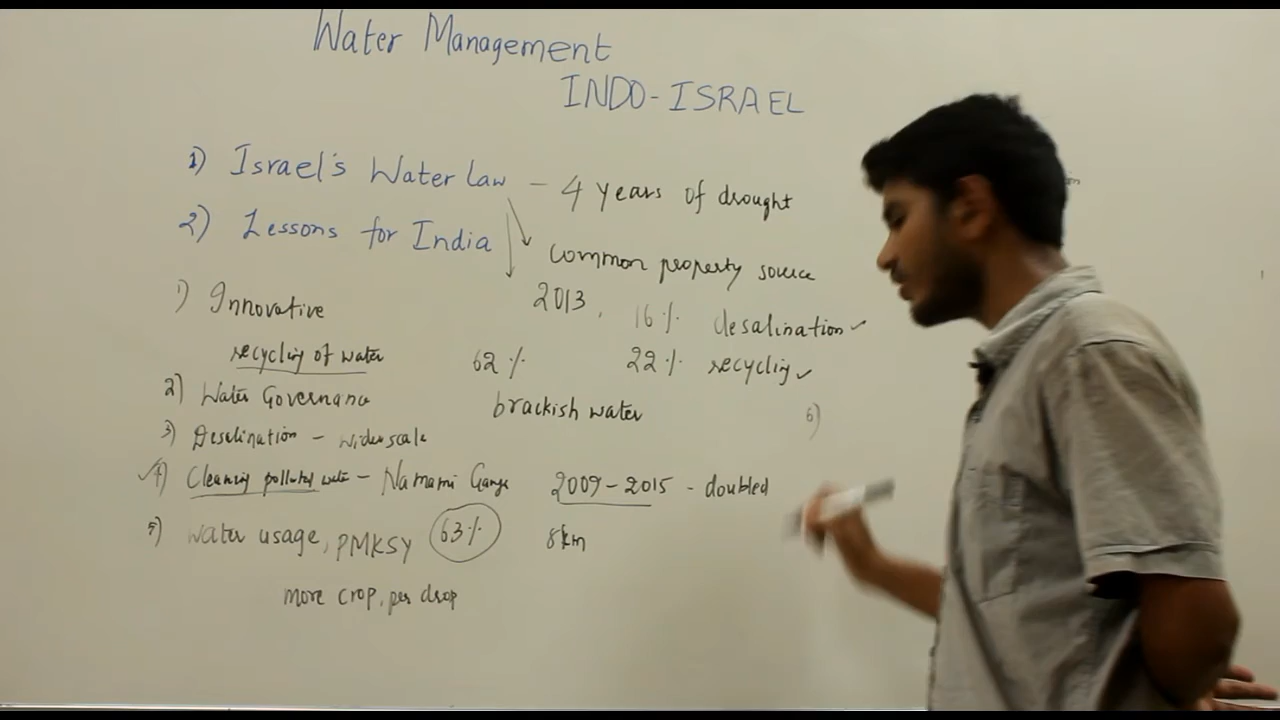 Water Management
INDO-ISRAEL
1) Israel's Water law - 4 years of drought
2) Lessons for India
common property source
1) Innovative
2013, 16% desalination ✓
recycling of water 62% 22% recycling ✓
2) Water Governance
brackish water
6)
3) Deselination - wider scale
✓4) Cleaning polluted water - Namami Gange 2009-2015 - doubled
5) water usage, PMKSY 63% 8km
more crop, per drop